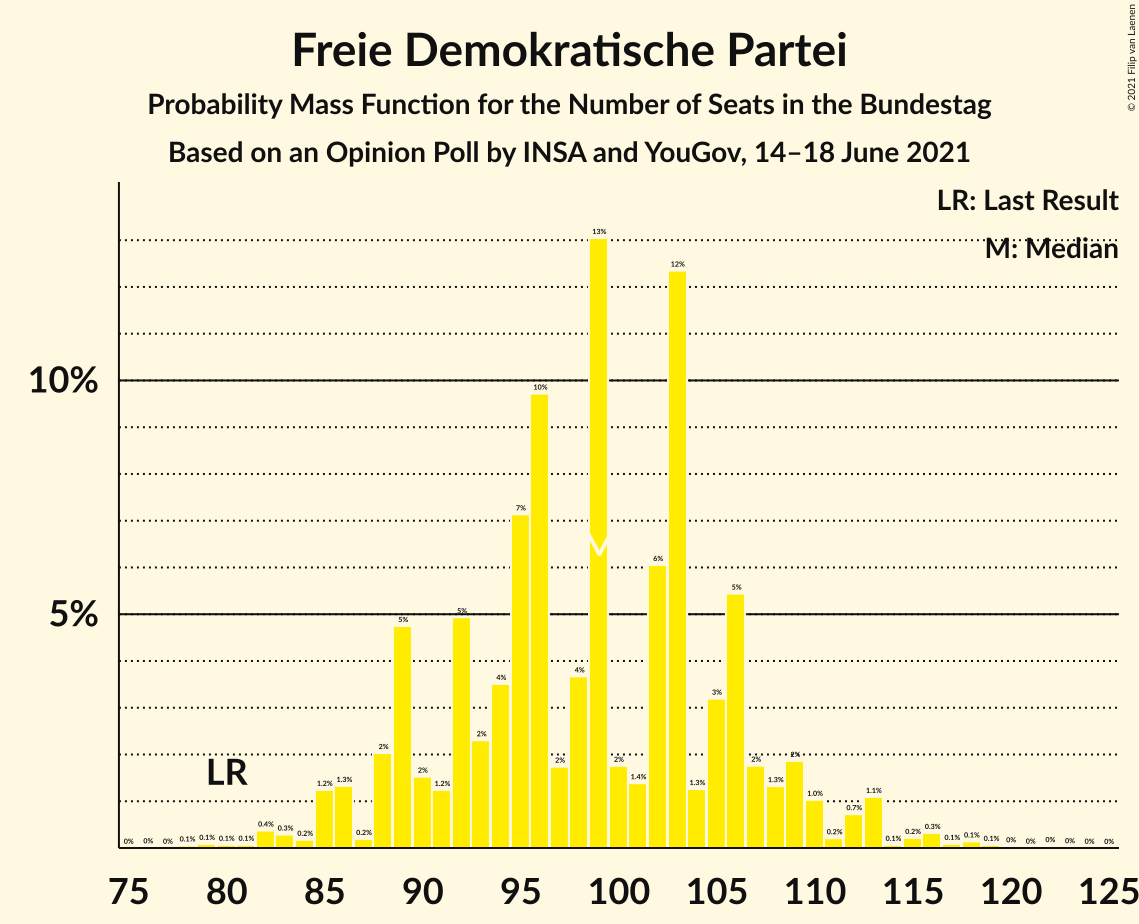 Freie Demokratische Partei
Probability Mass Function for the Number of Seats in the Bundestag
Based on an Opinion Poll by INSA and YouGov, 14–18 June 2021
© 2021 Filip van Laenen
LR: Last Result
M: Median
10%
5%
LR
0% 0% 0% 0.1% 0.1% 0.1% 0.1% 0.4% 0.3% 0.2% 1.2% 1.3% 0.2% 2% 5% 2% 1.2% 5% 2% 4% 7% 10% 2% 4% 13% 2% 1.4% 6% 12% 1.3% 3% 5% 2% 1.3% 2% 1.0% 0.2% 0.7% 1.1% 0.1% 0.2% 0.3% 0.1% 0.1% 0.1% 0% 0% 0% 0% 0% 0%
75 80 85 90 95 100 105 110 115 120 125